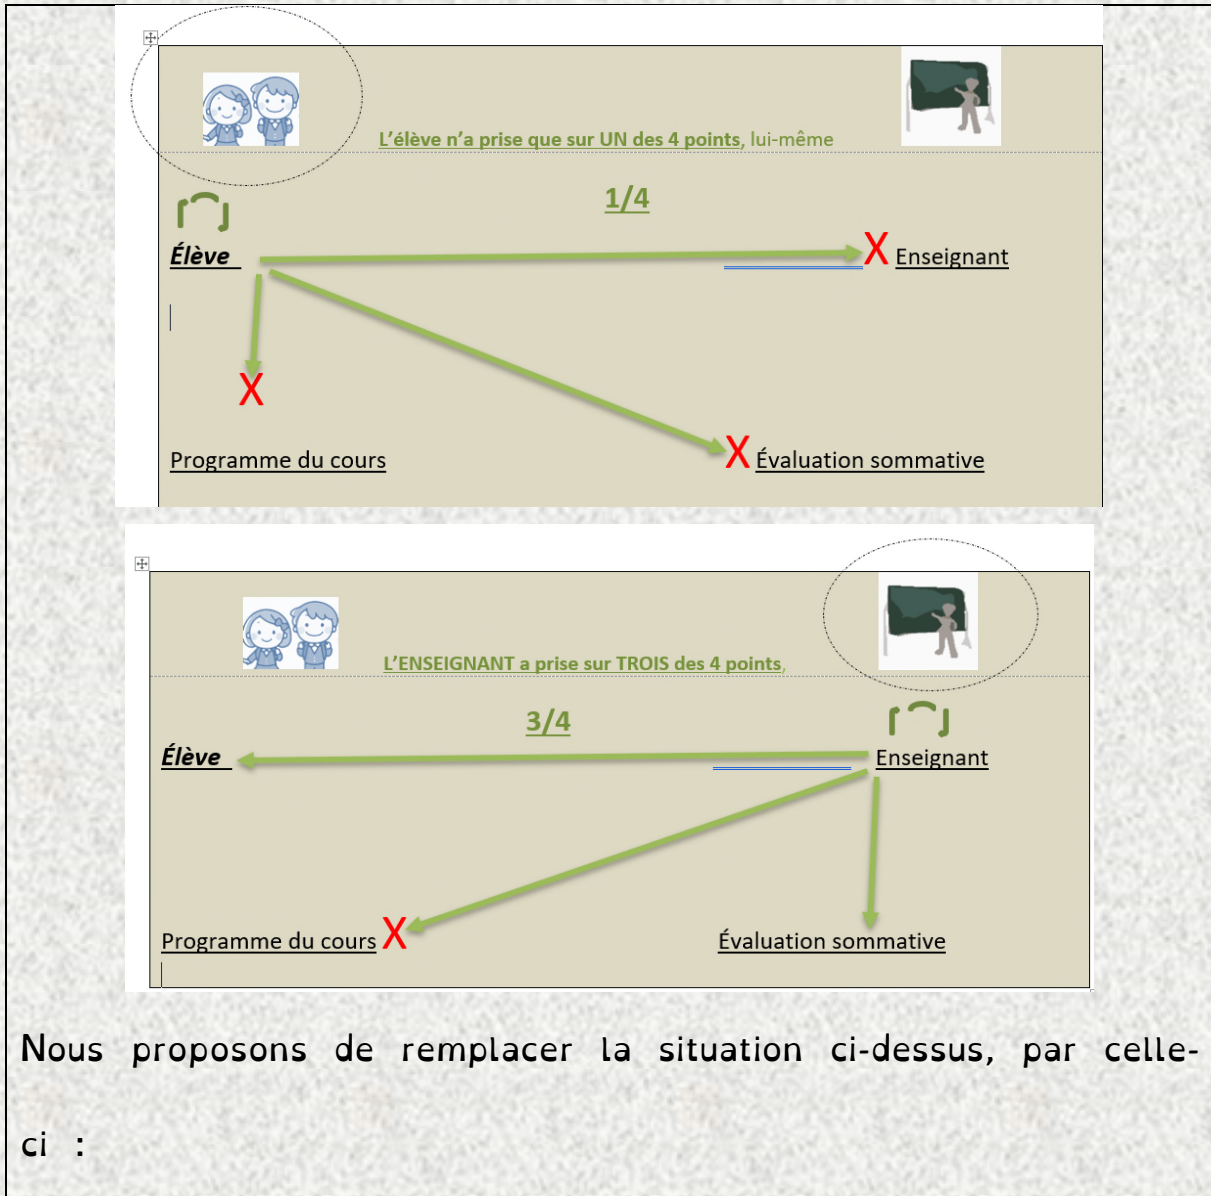 L'élève n'a prise que sur UN des 4 points, lui-même
1/4
Élève X Enseignant
X
Programme du cours X Évaluation sommative
L'ENSEIGNANT a prise sur TROIS des 4 points,
3/4
Élève Enseignant
Programme du cours X Évaluation sommative
Nous proposons de remplacer la situation ci-dessus, par celle-
ci :